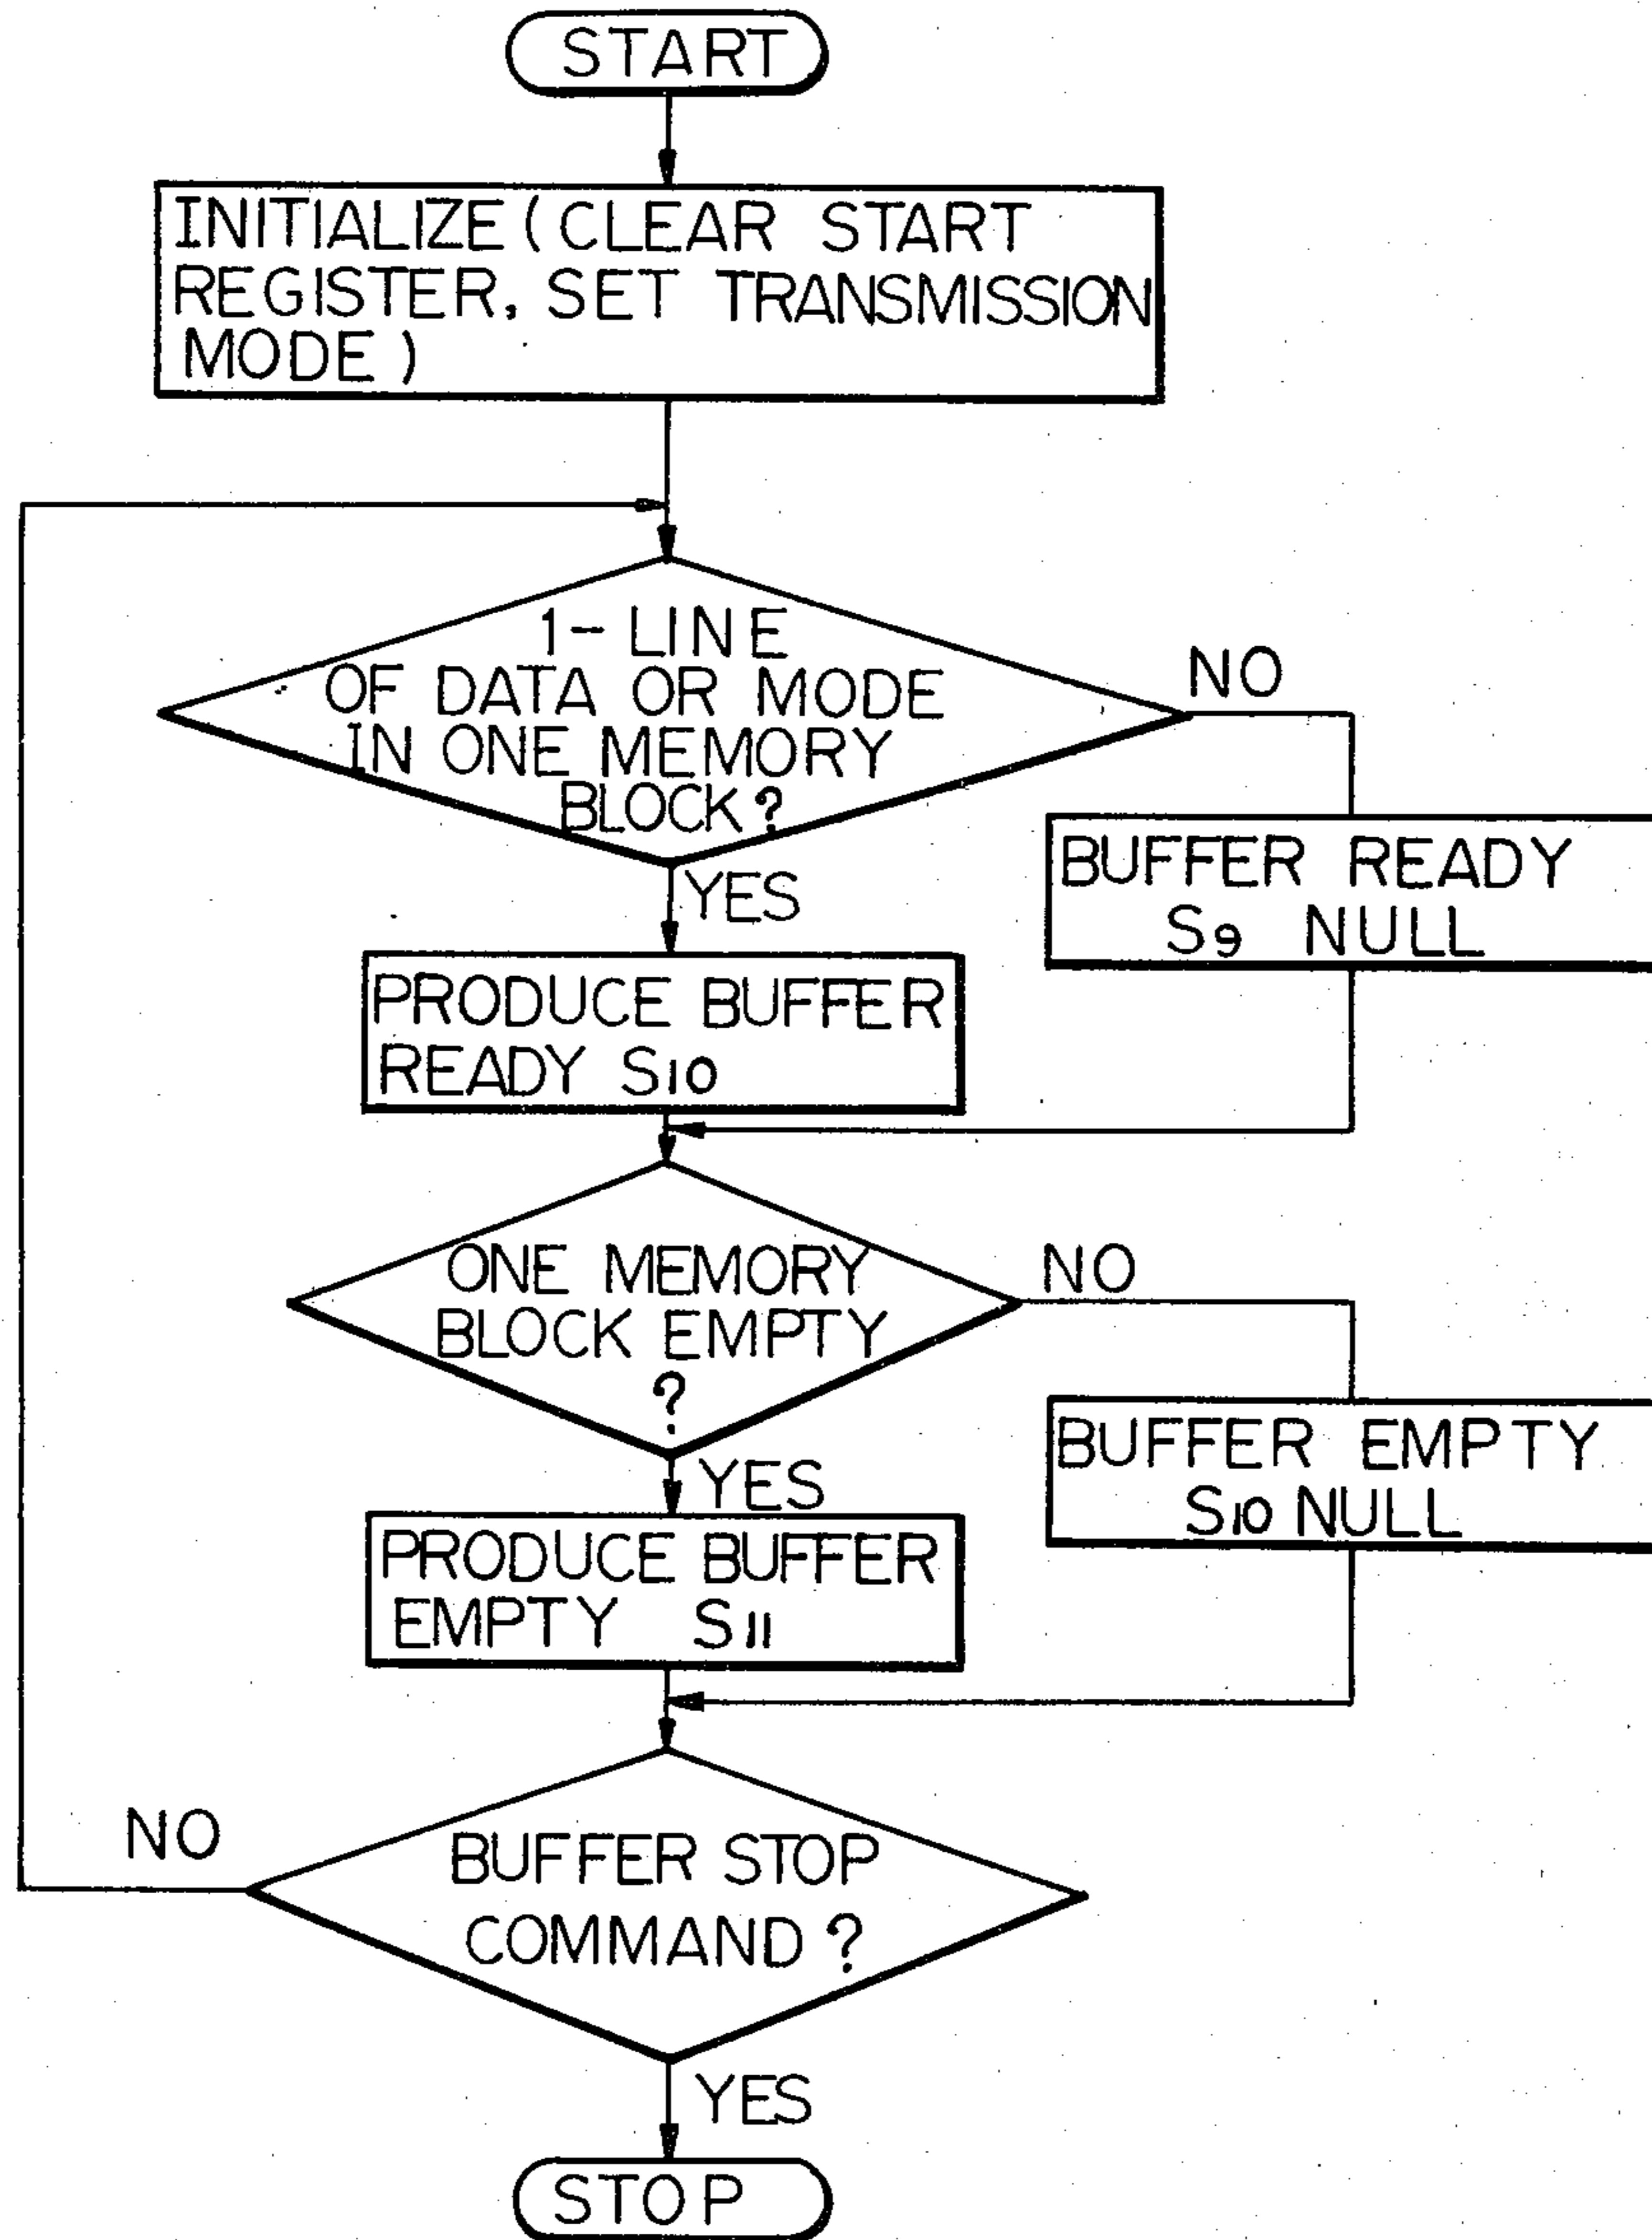 START
INITIALIZE (CLEAR START
REGISTER, SET TRANSMISSION
MODE)
1-LINE
OF DATA OR MODE
IN ONE MEMORY
BLOCK?
NO
YES
BUFFER READY
S9 NULL
PRODUCE BUFFER
READY S10
ONE MEMORY
BLOCK EMPTY
?
NO
YES
BUFFER EMPTY
S10 NULL
PRODUCE BUFFER
EMPTY S11
NO
BUFFER STOP
COMMAND?
YES
STOP